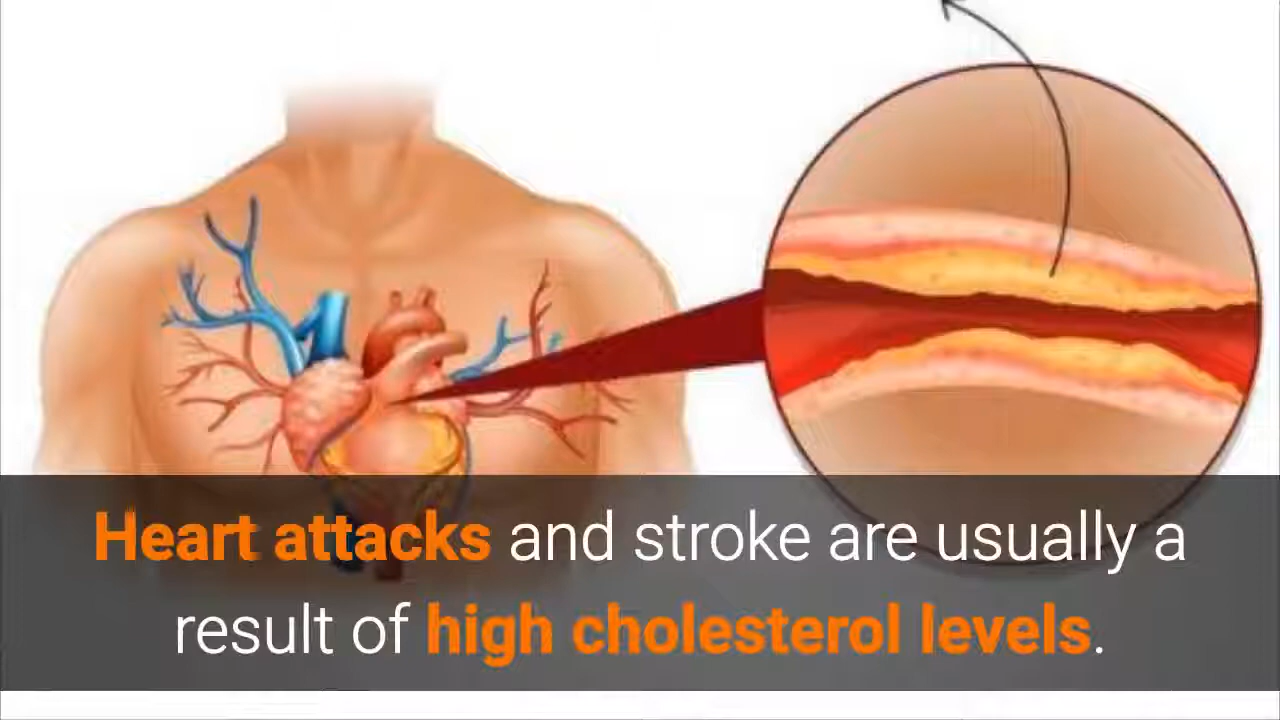 Heart attacks and stroke are usually a
result of high cholesterol levels.